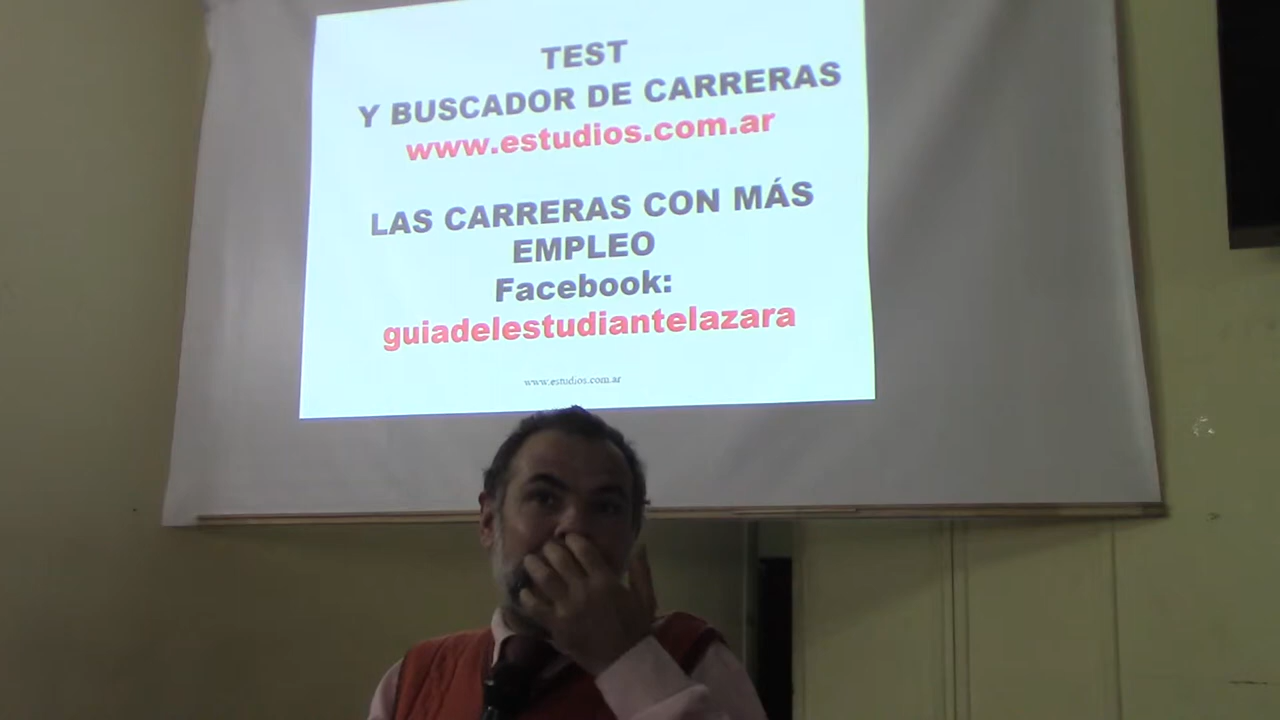 TEST
Y BUSCADOR DE CARRERAS
www.estudios.com.ar
LAS CARRERAS CON MÁS
EMPLEO
Facebook:
guiadelestudiantelazara
www.estudios.com.ar